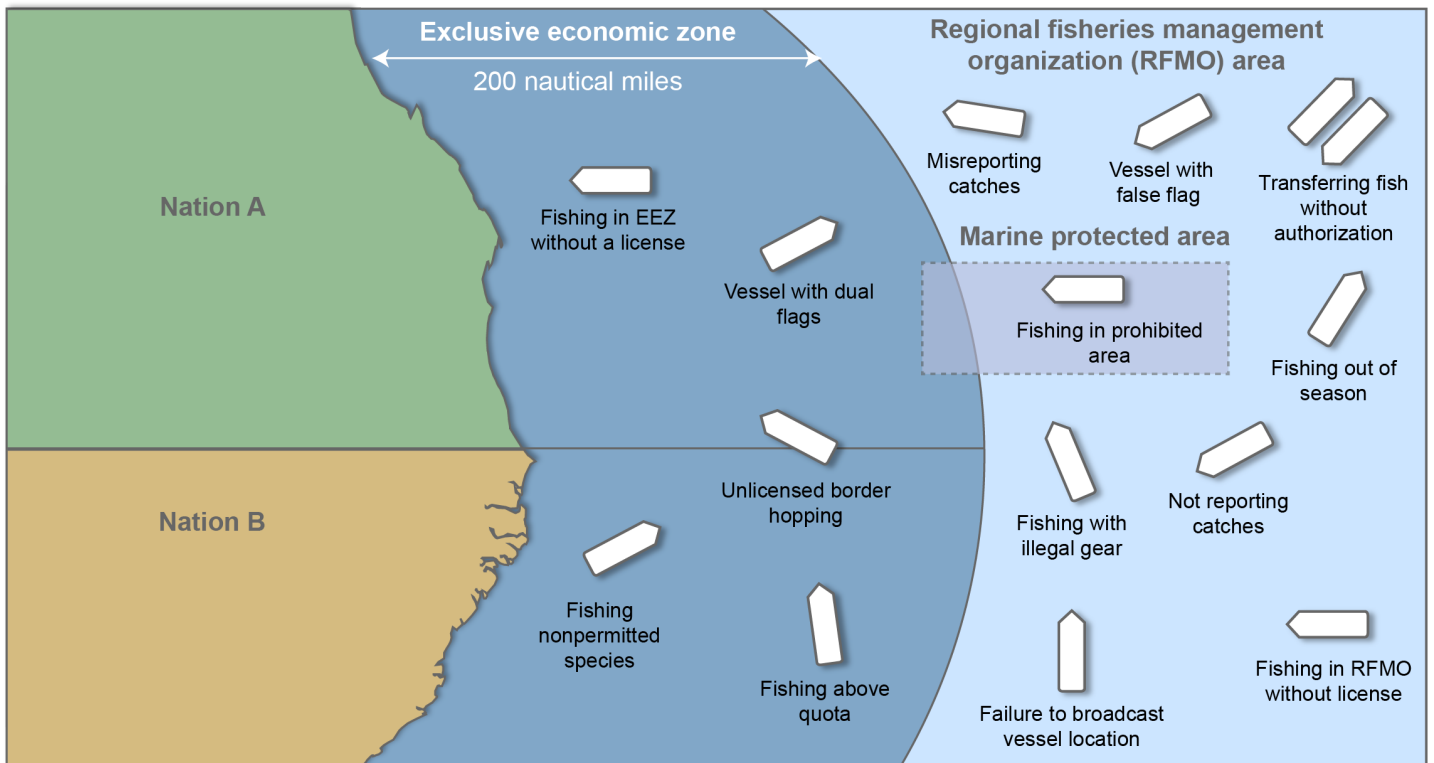 Exclusive economic zone
200 nautical miles
Regional fisheries management
organization (RFMO) area
Nation A
Nation B
Fishing in EEZ
without a license
Vessel with dual
flags
Unlicensed border
hopping
Fishing
nonpermitted
species
Fishing above
quota
Misreporting
catches
Vessel with
false flag
Transferring fish
without
authorization
Marine protected area
Fishing in prohibited
area
Fishing out of
season
Fishing with
illegal gear
Not reporting
catches
Failure to broadcast
vessel location
Fishing in RFMO
without license